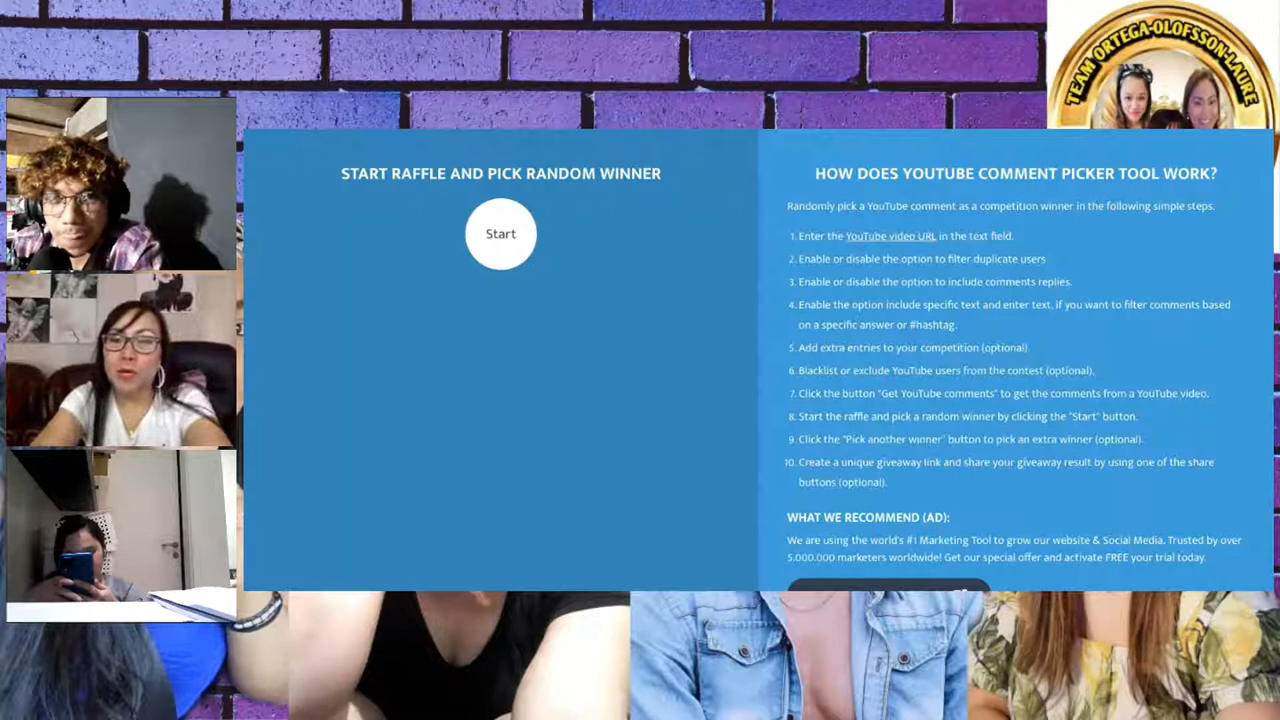 TEAM ORTEGA-OLOFSSON-LAURE
START RAFFLE AND PICK RANDOM WINNER
Start
HOW DOES YOUTUBE COMMENT PICKER TOOL WORK?
Randomly pick a YouTube comment as a competition winner in the following simple steps.
1. Enter the YouTube video URL in the text field.
2. Enable or disable the option to filter duplicate users
3. Enable or disable the option to include comments replies.
4. Enable the option include specific text and enter text, if you want to filter comments based
on a specific answer or #hashtag.
5. Add extra entries to your competition (optional)
6. Blacklist or exclude YouTube users from the contest (optional).
7. Click the button "Get YouTube comments" to get the comments from a YouTube video.
8. Start the raffle and pick a random winner by clicking the "Start" button.
9. Click the "Pick another winner" button to pick an extra winner (optional).
10. Create a unique giveaway link and share your giveaway result by using one of the share
buttons (optional).
WHAT WE RECOMMEND (AD):
We are using the world's #1 Marketing Tool to grow our website & Social Media. Trusted by over
5.000.000 marketers worldwide! Get our special offer and activate FREE your trial today.